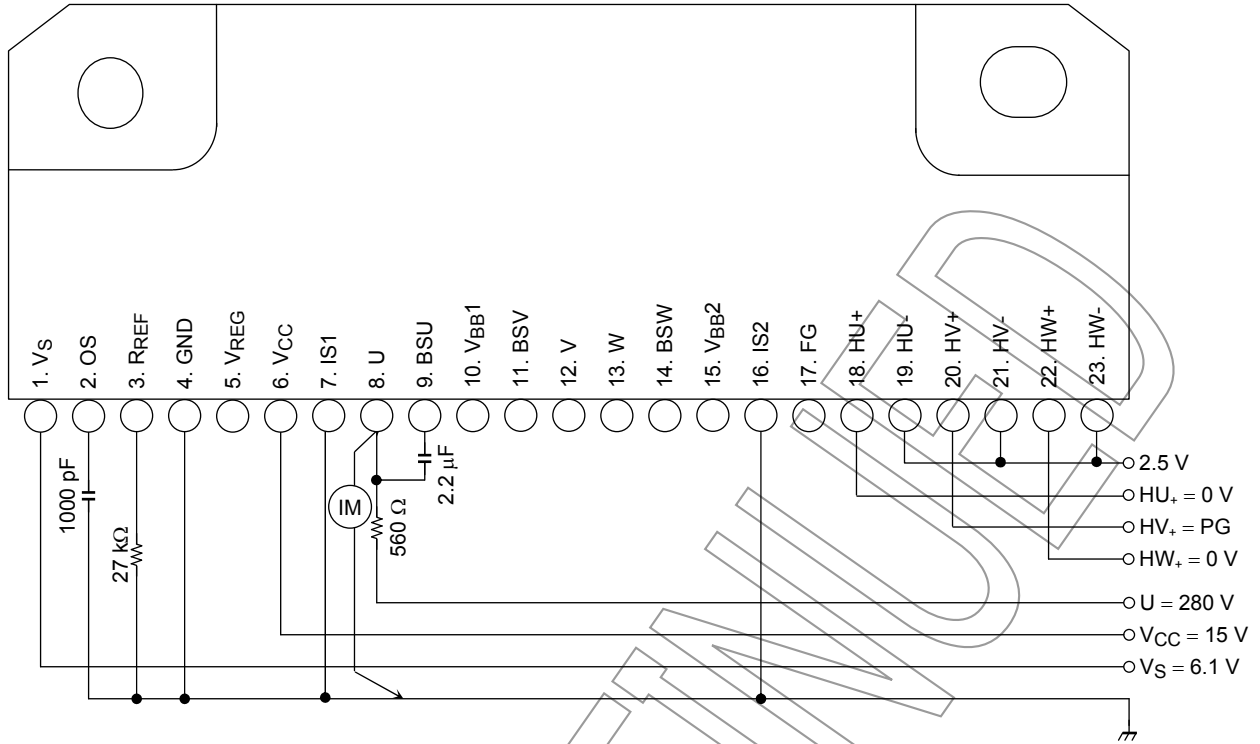 1. VS
2. OS
3. RREF
4. GND
5. VREG
6. VCC
7. IS1
8. U
9. BSU
10. VBB1
11. BSV
12. V
13. W
14. BSW
15. VBB2
16. IS2
17. FG
18. HU+
19. HU-
20. HV+
21. HV-
22. HW+
23. HW-
1000 pF
27 kΩ
IM
560 Ω
2.2 μF
2.5 V
HU+ = 0 V
HV+ = PG
HW+ = 0 V
U = 280 V
VCC = 15 V
VS = 6.1 V